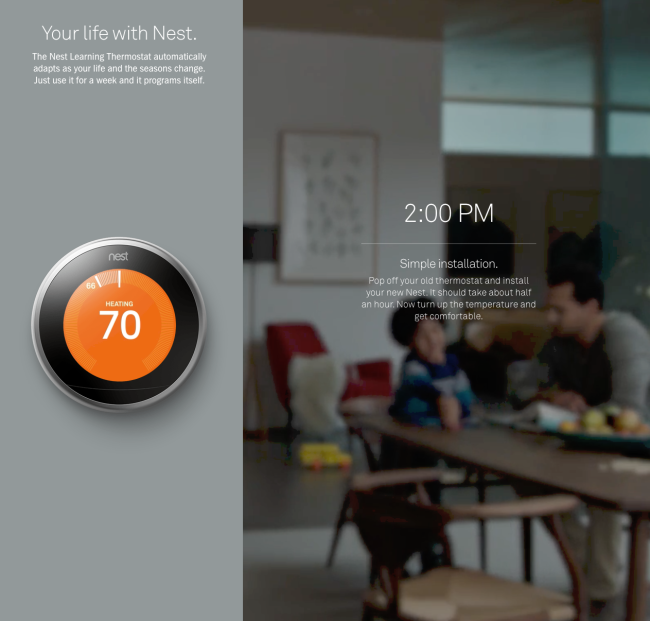 Your life with Nest.
The Nest Learning Thermostat automatically
adapts as your life and the seasons change.
Just use it for a week and it programs itself.
nest
66
HEATING
70
2:00 PM
Simple installation.
Pop off your old thermostat and install
your new Nest. It should take about half
an hour. Now turn up the temperature and
get comfortable.